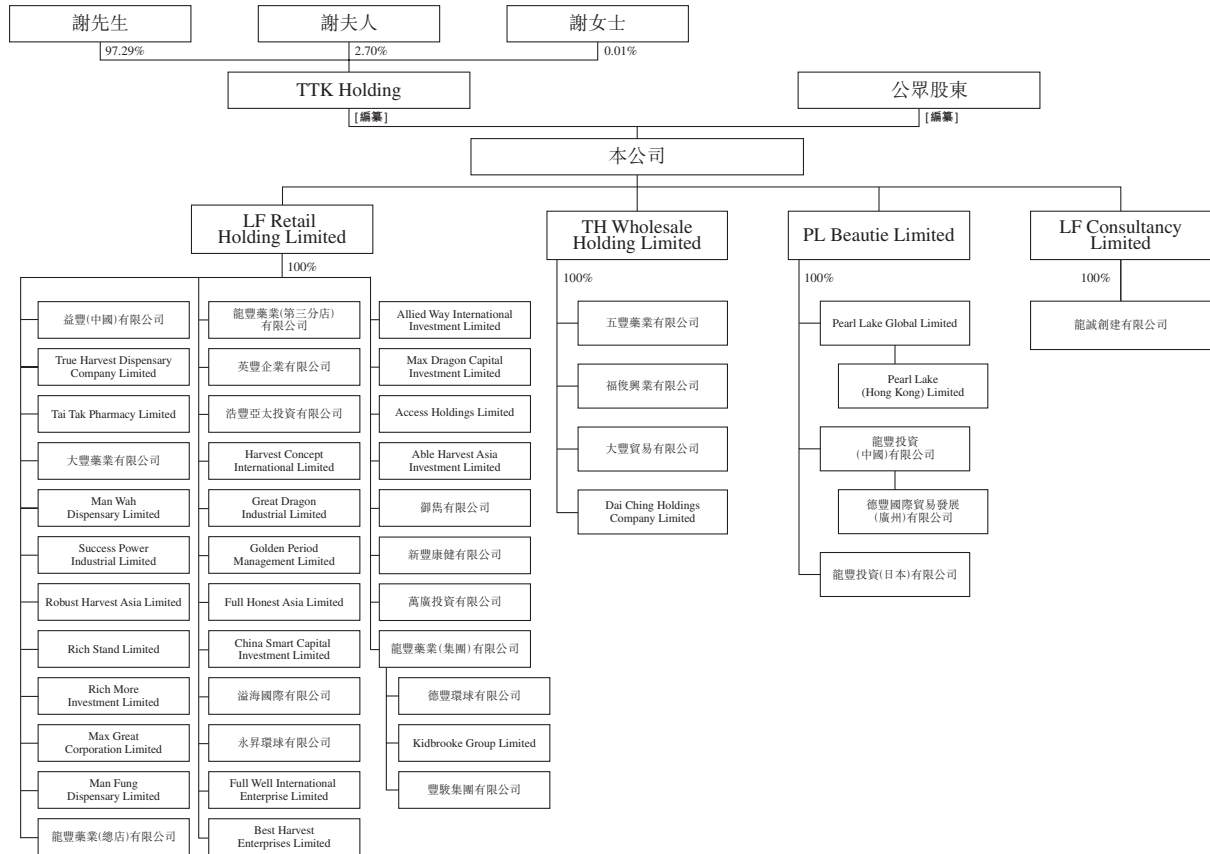 謝先生
謝夫人
謝女士
97.29%
2.70%
0.01%
TTK Holding
公眾股東
[編纂]
[編纂]
本公司
LF Retail
Holding Limited
TH Wholesale
Holding Limited
PL Beautie Limited
LF Consultancy
Limited
100%
100%
100%
100%
益豐(中國)有限公司
True Harvest Dispensary
Company Limited
Tai Tak Pharmacy Limited
大豐藥業有限公司
Man Wah
Dispensary Limited
Success Power
Industrial Limited
Robust Harvest Asia Limited
Rich Stand Limited
Rich More
Investment Limited
Max Great
Corporation Limited
Man Fung
Dispensary Limited
龍豐藥業(總店)有限公司
龍豐藥業(第三分店)
有限公司
英豐企業有限公司
浩豐亞太投資有限公司
Harvest Concept
International Limited
Great Dragon
Industrial Limited
Golden Period
Management Limited
Full Honest Asia Limited
China Smart Capital
Investment Limited
溢海國際有限公司
永昇環球有限公司
Full Well International
Enterprise Limited
Best Harvest
Enterprises Limited
Allied Way International
Investment Limited
Max Dragon Capital
Investment Limited
Access Holdings Limited
Able Harvest Asia
Investment Limited
御雋有限公司
新豐康健有限公司
萬廣投資有限公司
龍豐藥業(集團)有限公司
德豐環球有限公司
Kidbrooke Group Limited
豐駿集團有限公司
五豐藥業有限公司
福俊興業有限公司
大豐貿易有限公司
Dai Ching Holdings
Company Limited
Pearl Lake Global Limited
Pearl Lake
(Hong Kong) Limited
龍豐投資
(中國)有限公司
德豐國際貿易發展
(廣州)有限公司
龍豐投資(日本)有限公司
龍誠創建有限公司